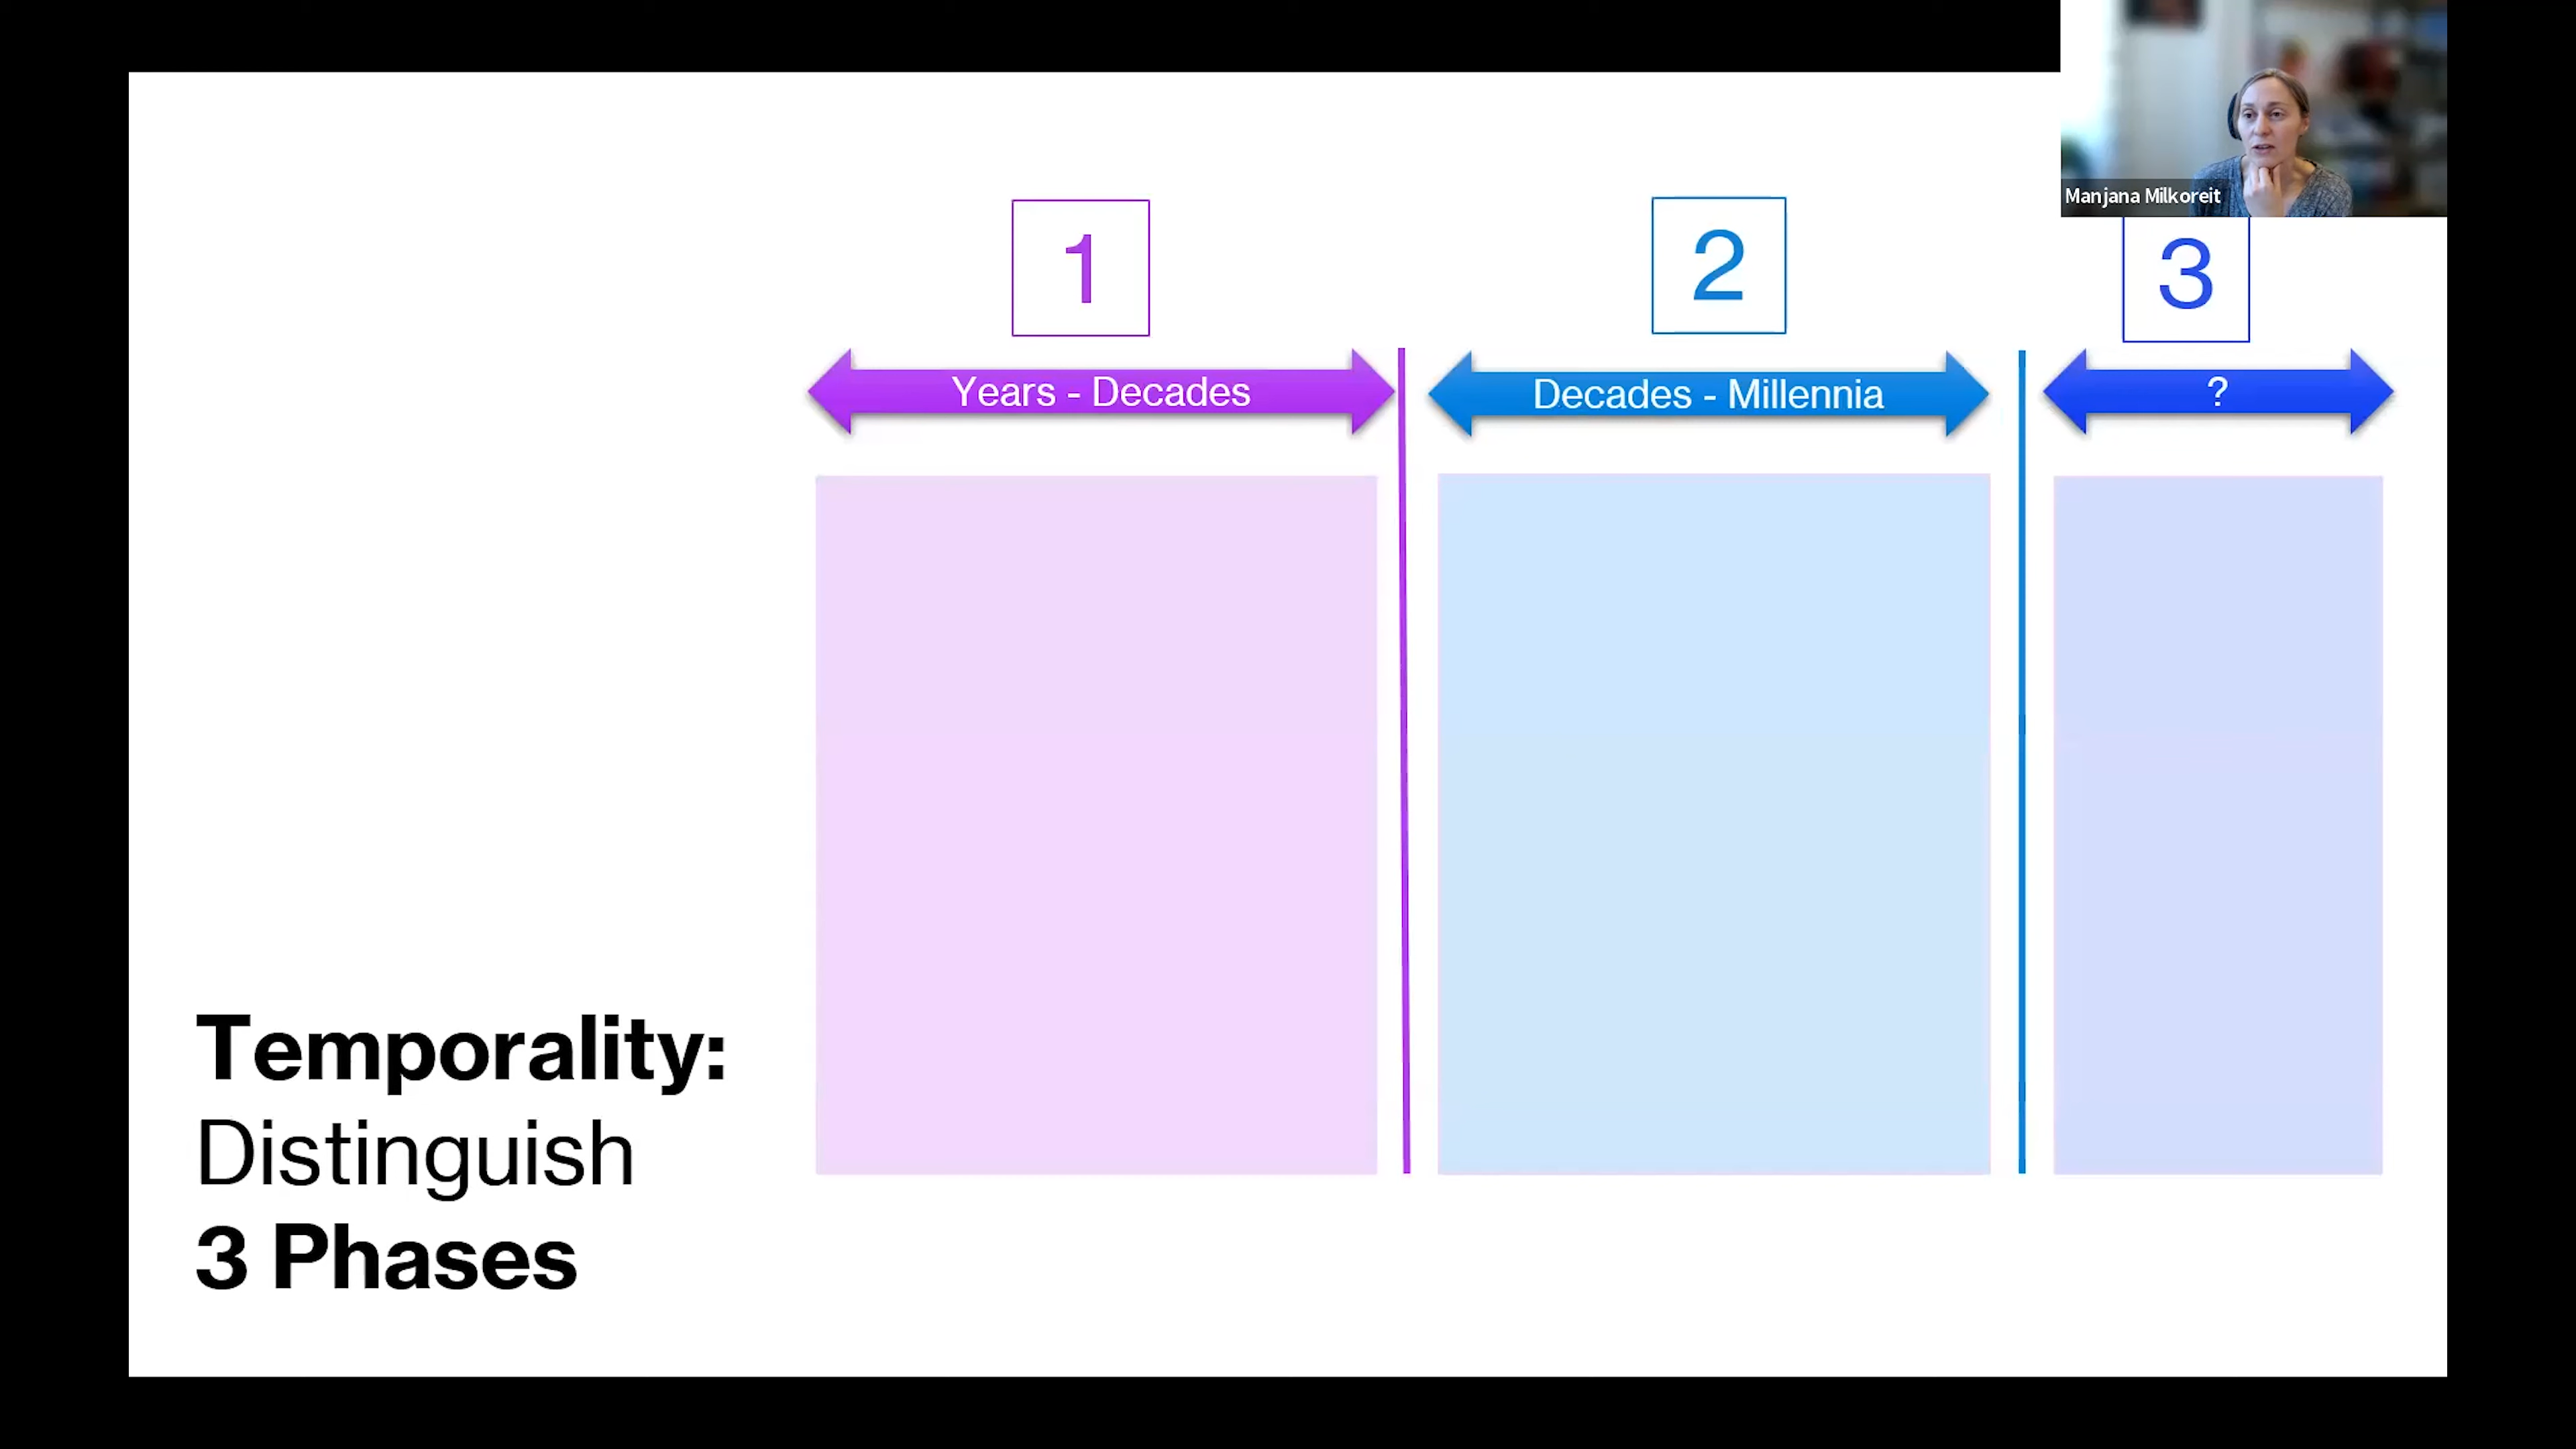 Manjana Milkoreit
1
2
3
Years - Decades
Decades - Millennia
?
Temporality:
Distinguish
3 Phases